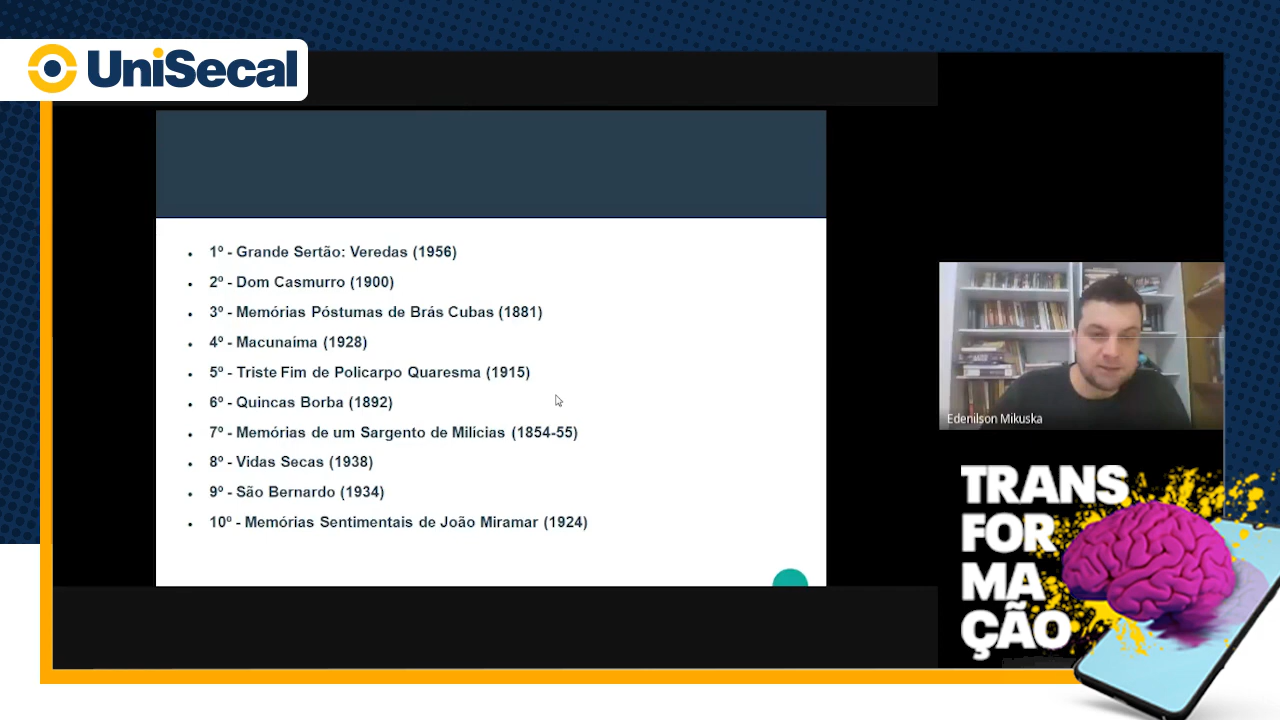 UniSecal
1º - Grande Sertão: Veredas (1956)
2º - Dom Casmurro (1900)
3º - Memórias Póstumas de Brás Cubas (1881)
4º - Macunaíma (1928)
5º - Triste Fim de Policarpo Quaresma (1915)
6º - Quincas Borba (1892)
7º - Memórias de um Sargento de Milícias (1854-55)
8º - Vidas Secas (1938)
9º - São Bernardo (1934)
10º - Memórias Sentimentais de João Miramar (1924)
Edenilson Mikuska
TRANS
FOR
MA
ÇÃO